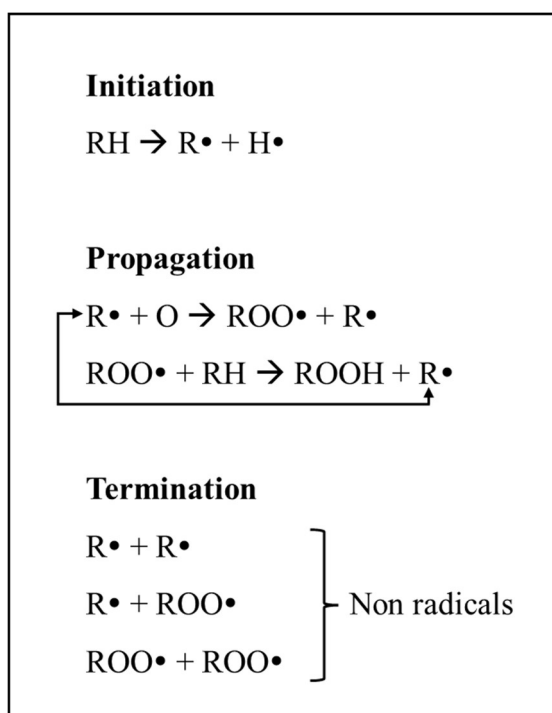 Initiation
RH → R• + H•
Propagation
R• + O → ROO• + R•
ROO• + RH → ROOH + R•
Termination
R• + R•
R• + ROO•
ROO• + ROO•
Non radicals